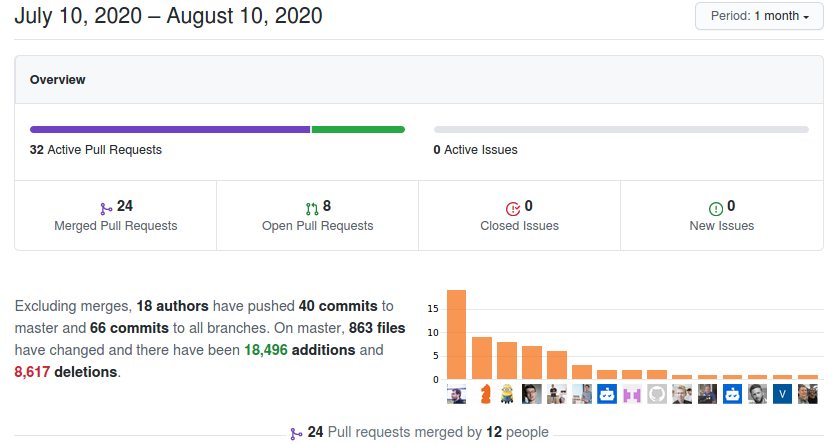 July 10, 2020 – August 10, 2020
Period: 1 month
Overview
32 Active Pull Requests
0 Active Issues
24
Merged Pull Requests
8
Open Pull Requests
0
Closed Issues
0
New Issues
Excluding merges, 18 authors have pushed 40 commits to
master and 66 commits to all branches. On master, 863 files
have changed and there have been 18,496 additions and
8,617 deletions.
15
10
5
0
V
24 Pull requests merged by 12 people